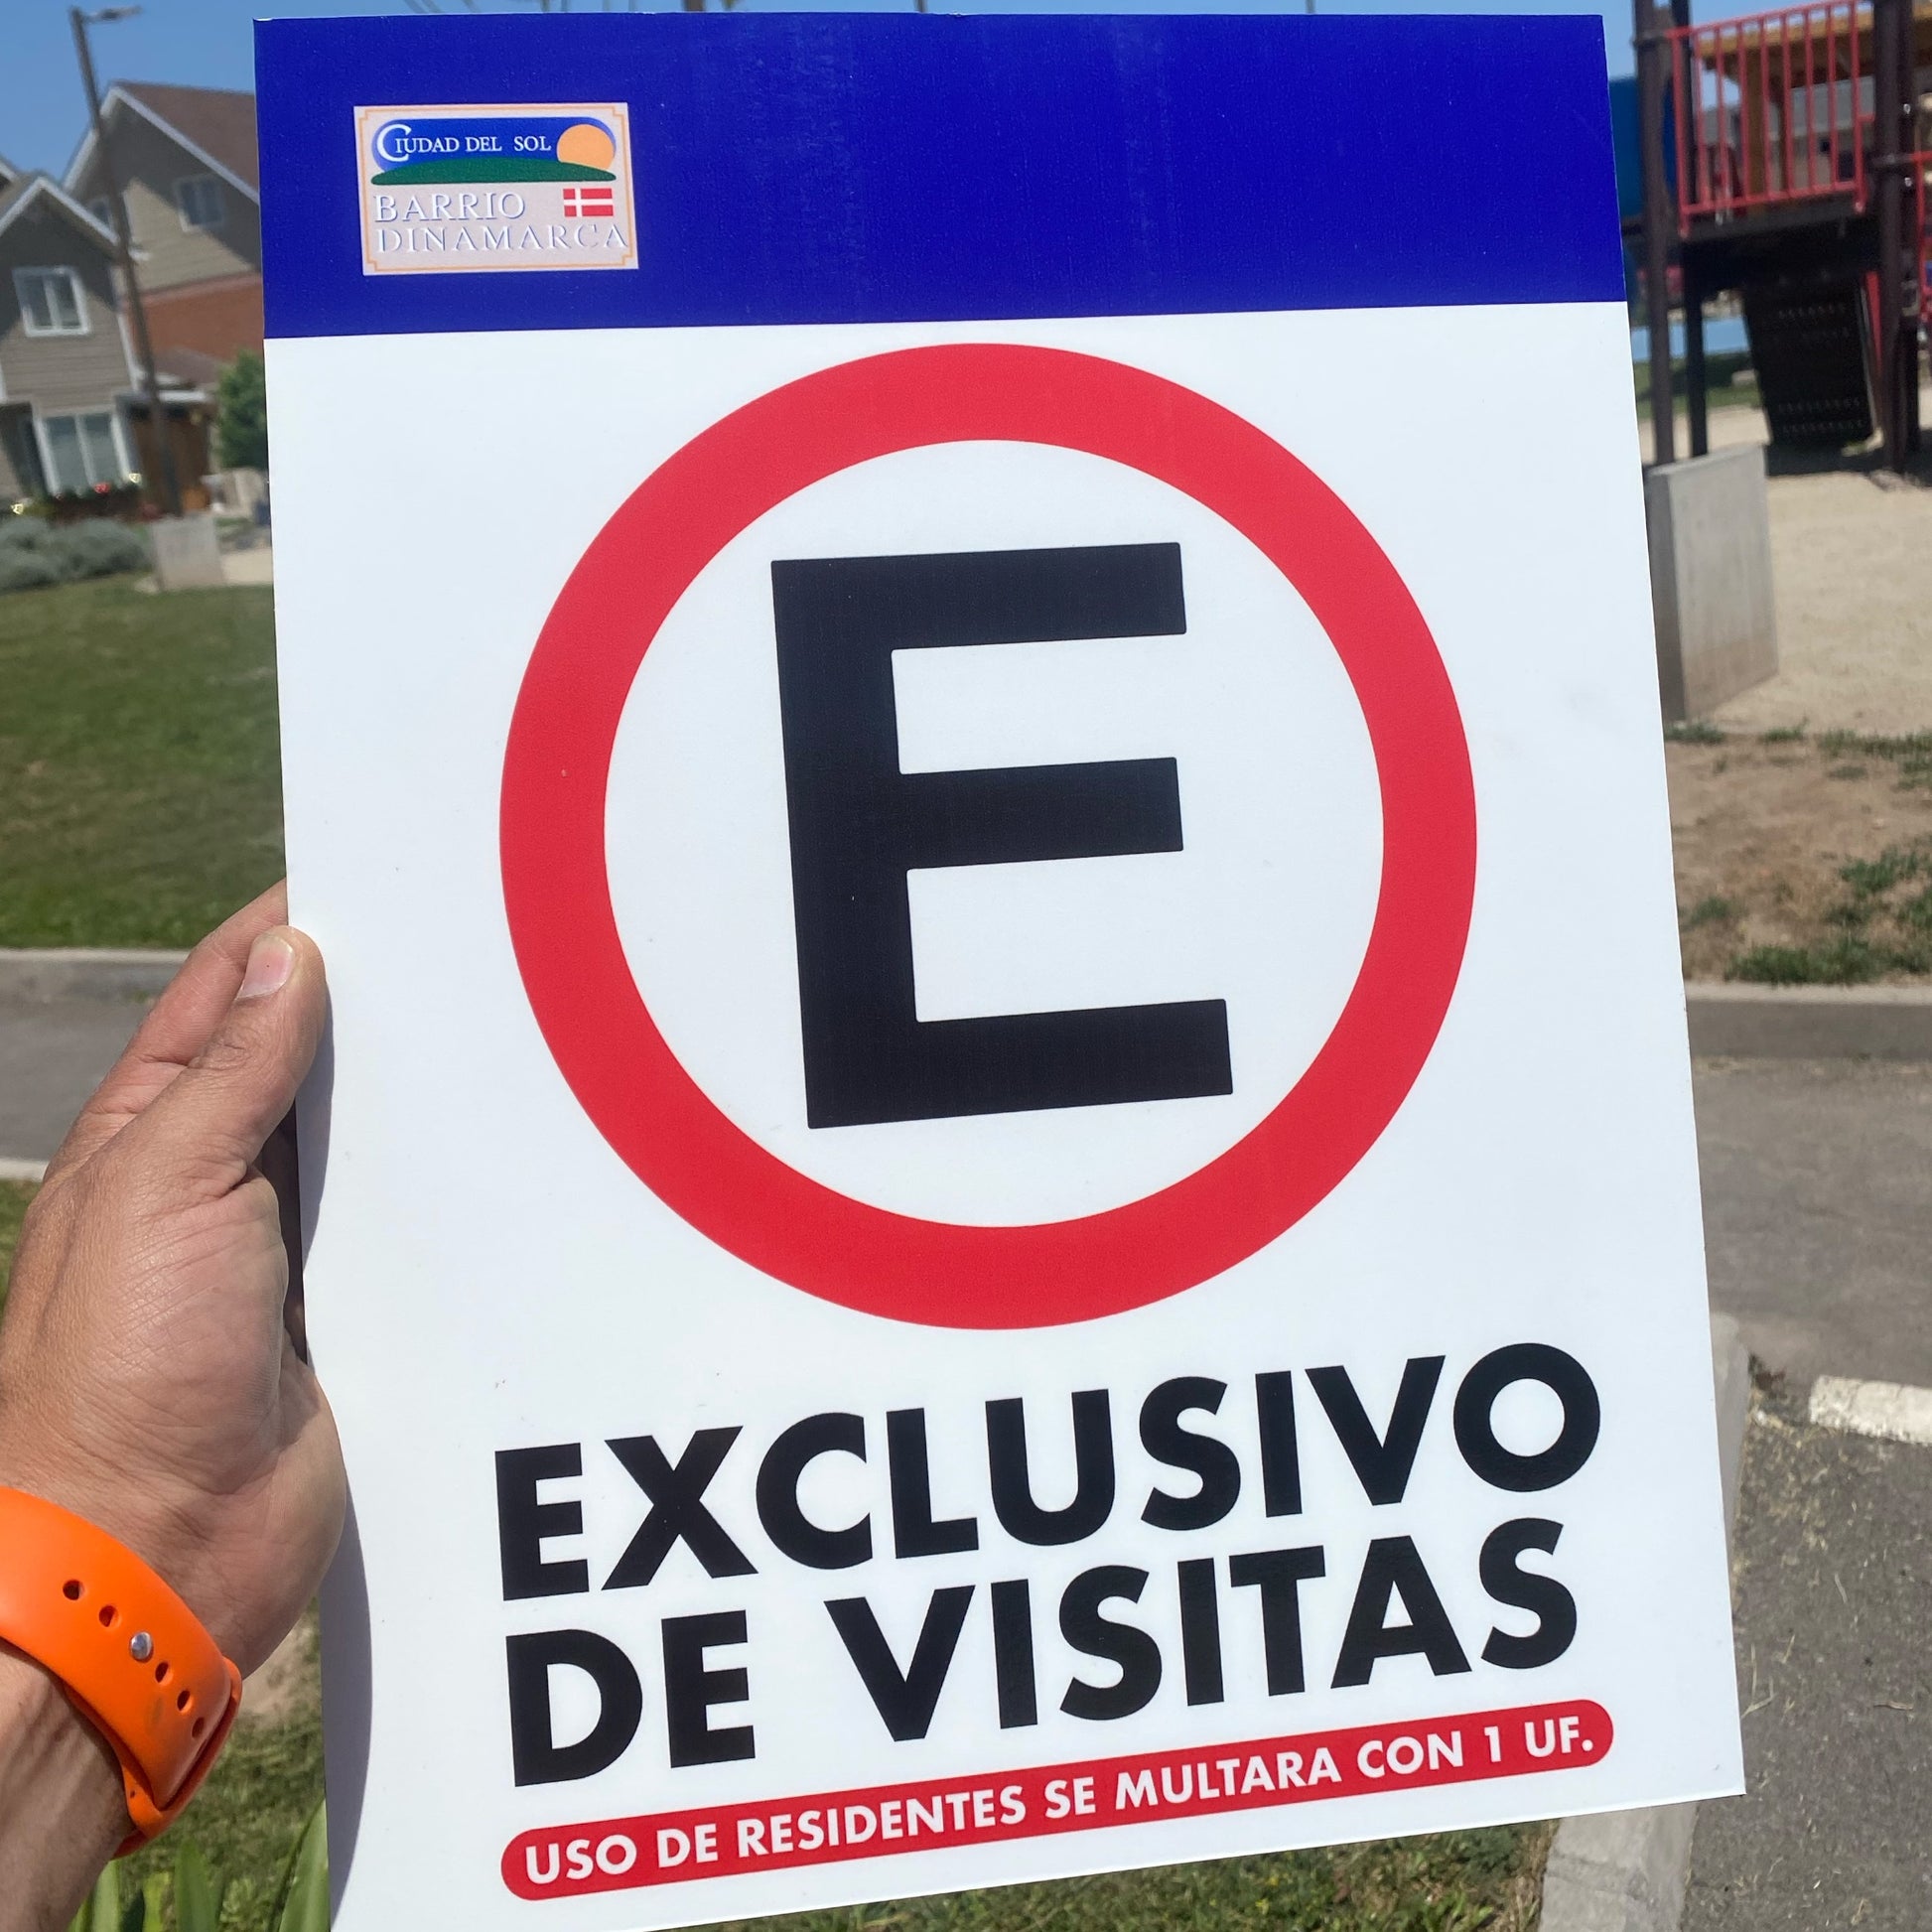 CIUDAD DEL SOL
BARRIO
DINAMARCA
E
EXCLUSIVO
DE VISITAS
USO DE RESIDENTES SE MULTARA CON 1 UF.